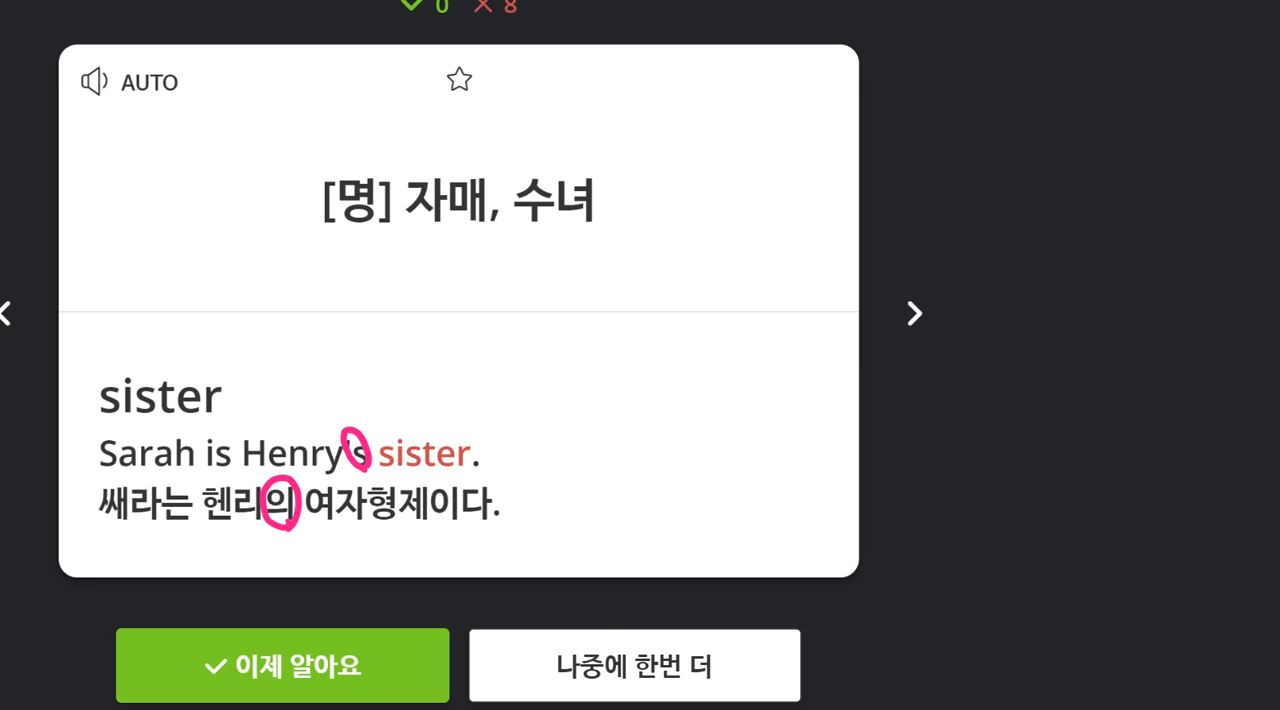 0 8
AUTO
[명] 자매, 수녀
sister
Sarah is Henry's sister.
쌔라는 헨리의 여자형제이다.
이제 알아요
나중에 한번 더